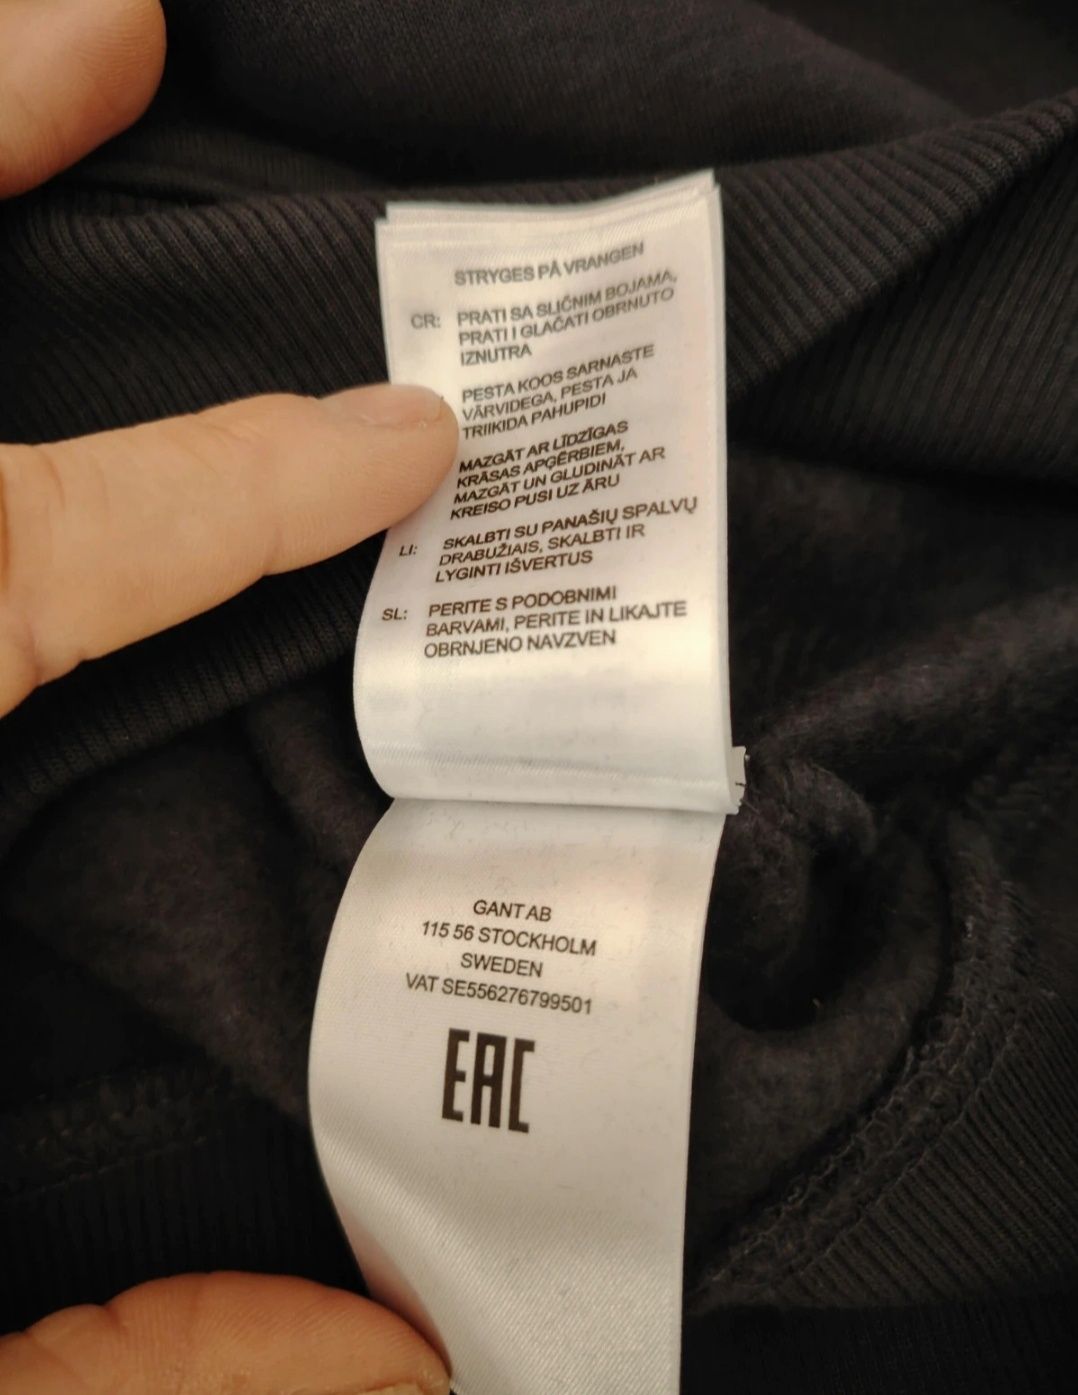 STRYGES PÅ VRANGEN
CR: PRATI SA SLIČNIM BOJAMA,
PRATI I GLAČATI OBRNUTO
IZNUTRA
PESTA KOOS SARNASTE
VÄRVIDEGA, PESTA JA
TRIIKIDA PAHUPIDI
MAZGĀT AR LĪDZĪGAS
KRĀSAS APĢĒRBIEM,
MAZGĀT UN GLUDINĀT AR
KREISO PUSI UZ ĀRU
LI: SKALBTI SU PANAŠIŲ SPALVŲ
DRABUŽIAIS, SKALBTI IR
LYGINTI IŠVERTUS
SL: PERITE S PODOBNIMI
BARVAMI, PERITE IN LIKAJTE
OBRNJENO NAVZVEN
GANT AB
115 56 STOCKHOLM
SWEDEN
VAT SE556276799501
EAC